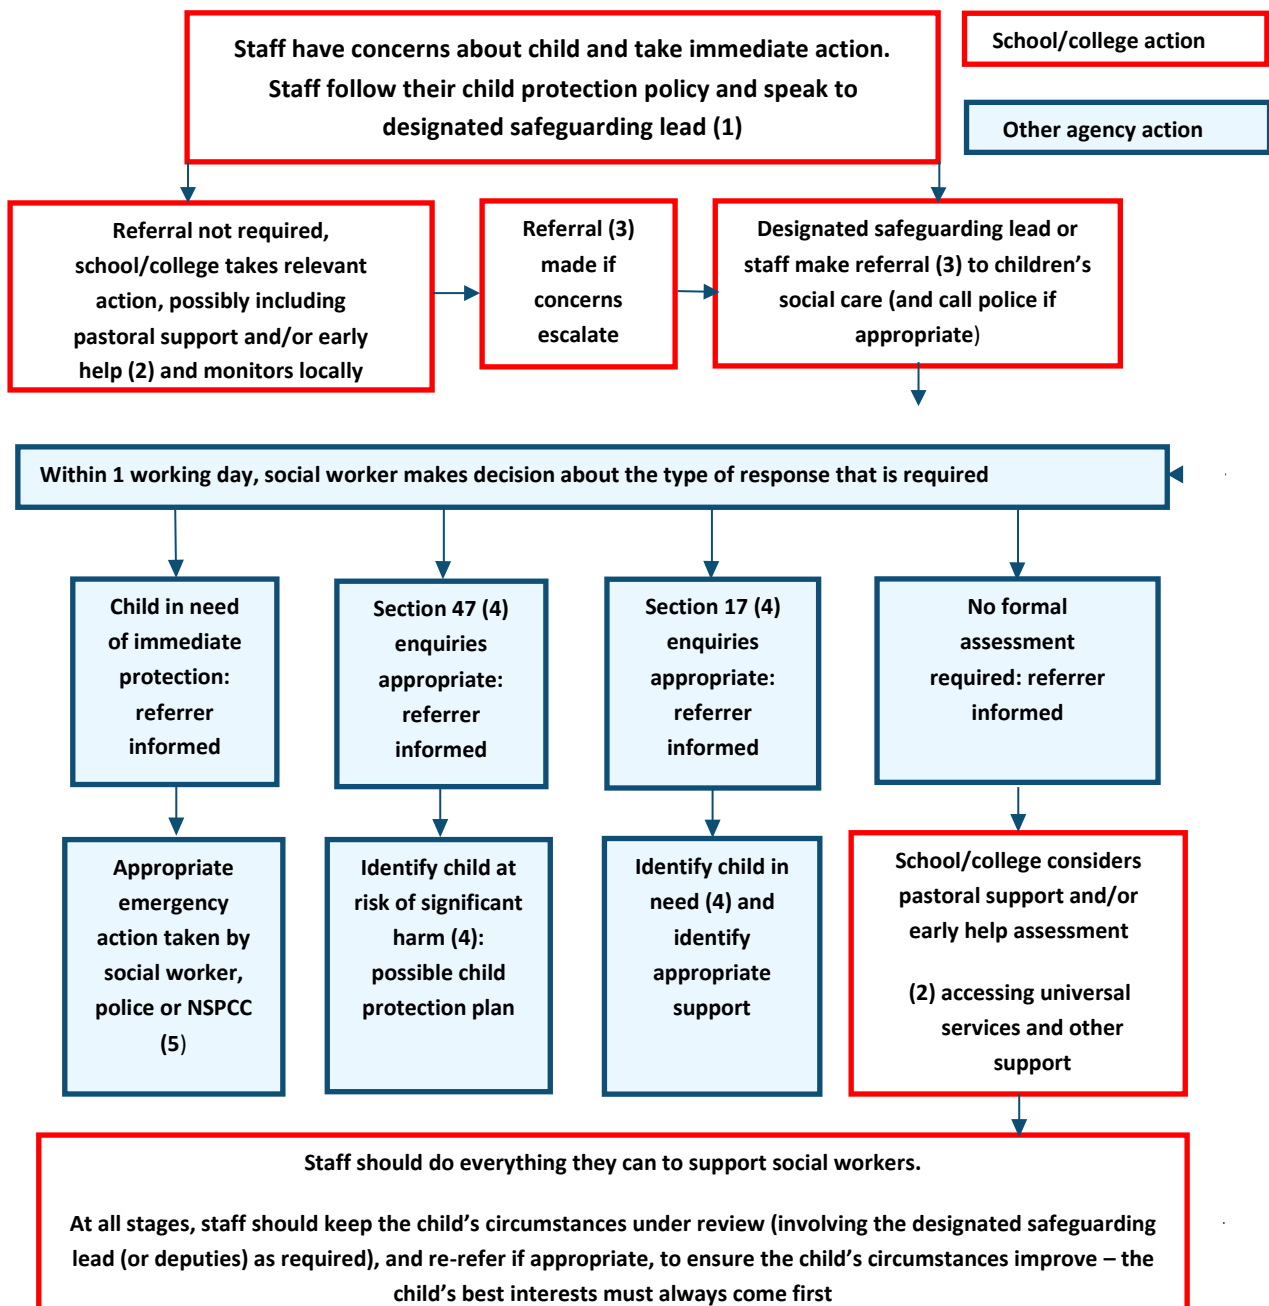 Staff have concerns about child and take immediate action.
Staff follow their child protection policy and speak to
designated safeguarding lead (1)
School/college action
Other agency action
Referral not required,
school/college takes relevant
action, possibly including
pastoral support and/or early
help (2) and monitors locally
Referral (3)
made if
concerns
escalate
Designated safeguarding lead or
staff make referral (3) to children’s
social care (and call police if
appropriate)
Within 1 working day, social worker makes decision about the type of response that is required
Child in need
of immediate
protection:
referrer
informed
Section 47 (4)
enquiries
appropriate:
referrer
informed
Section 17 (4)
enquiries
appropriate:
referrer
informed
No formal
assessment
required: referrer
informed
Appropriate
emergency
action taken by
social worker,
police or NSPCC
(5)
Identify child at
risk of significant
harm (4):
possible child
protection plan
Identify child in
need (4) and
identify
appropriate
support
School/college considers
pastoral support and/or
early help assessment
(2) accessing universal
services and other
support
Staff should do everything they can to support social workers.
At all stages, staff should keep the child’s circumstances under review (involving the designated safeguarding
lead (or deputies) as required), and re-refer if appropriate, to ensure the child’s circumstances improve – the
child’s best interests must always come first